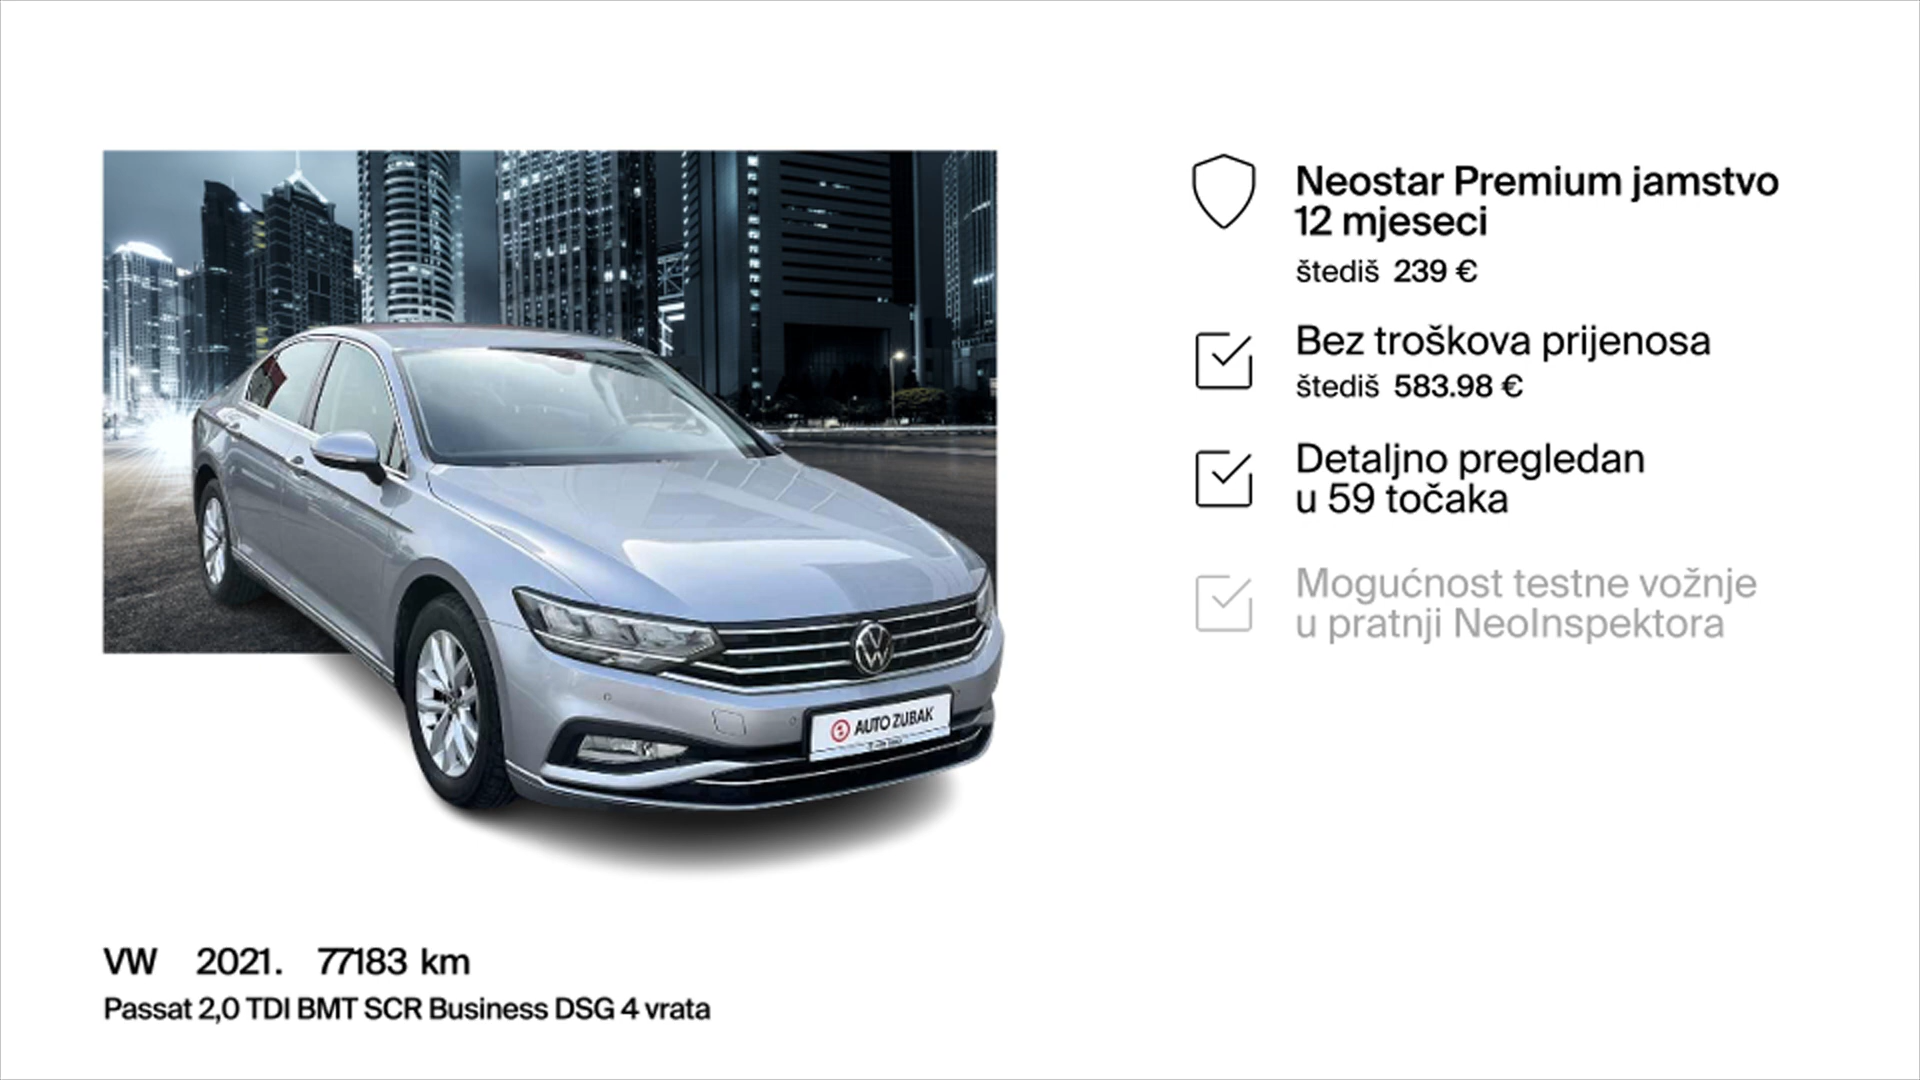 Neostar Premium jamstvo
12 mjeseci
štediš 239 €
Bez troškova prijenosa
štediš 583.98 €
Detaljno pregledan
u 59 točaka
Mogućnost testne vožnje
u pratnji NeoInspektora
AUTO ZUBAK
VW 2021. 77183 km
Passat 2,0 TDI BMT SCR Business DSG 4 vrata